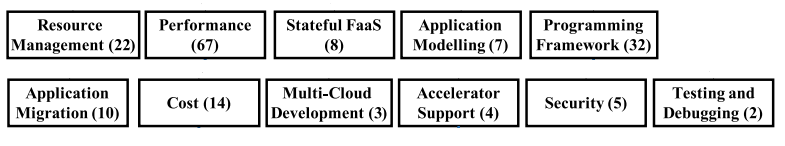 Resource
Management (22)
Performance
(67)
Stateful FaaS
(8)
Application
Modelling (7)
Programming
Framework (32)
Application
Migration (10)
Cost (14)
Multi-Cloud
Development (3)
Accelerator
Support (4)
Security (5)
Testing and
Debugging (2)